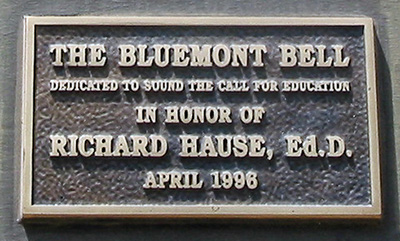 THE BLUEMONT BELL
DEDICATED TO SOUND THE CALL FOR EDUCATION
IN HONOR OF
RICHARD HAUSE, Ed.D.
APRIL 1996